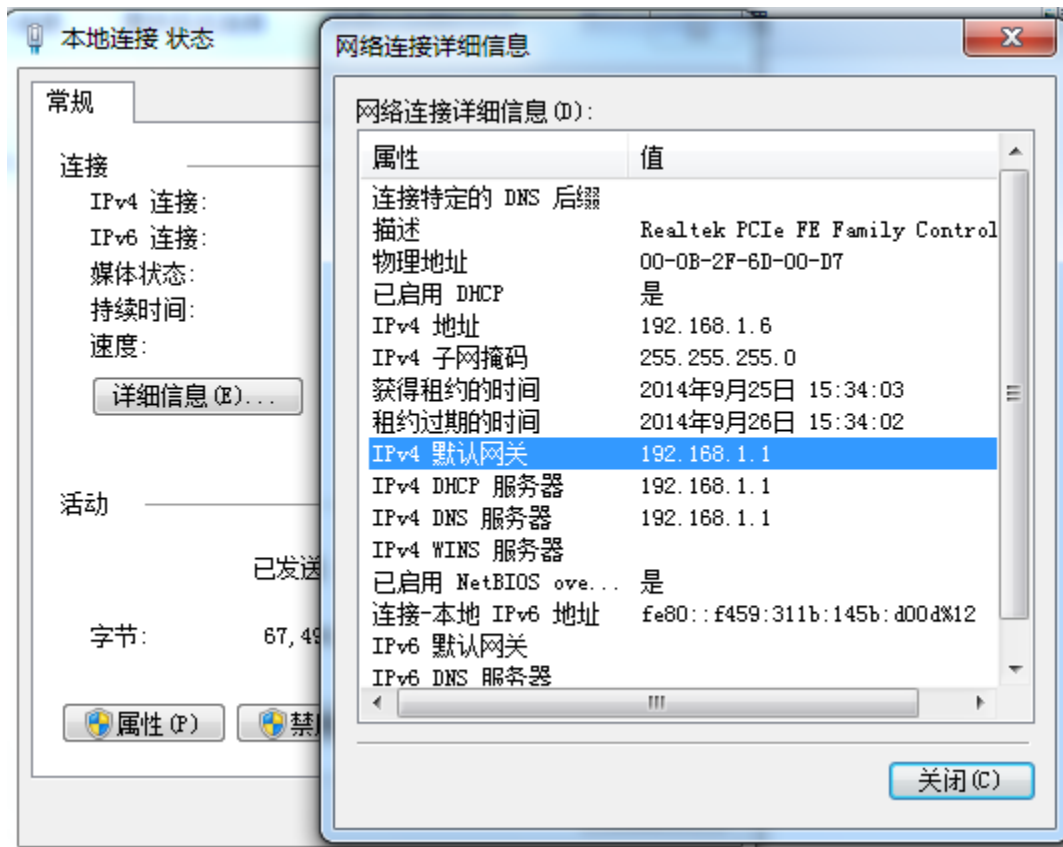 本地连接 状态
常规
连接
IPv4 连接:
IPv6 连接:
媒体状态:
持续时间:
速度:
详细信息(E)...
活动
已发送
字节: 67,49
属性(P)
禁
网络连接详细信息
网络连接详细信息(D):
属性 值
连接特定的 DNS 后缀
描述 Realtek PCIe FE Family Control
物理地址 00-0B-2F-6D-00-D7
已启用 DHCP 是
IPv4 地址 192.168.1.6
IPv4 子网掩码 255.255.255.0
获得租约的时间 2014年9月25日 15:34:03
租约过期的时间 2014年9月26日 15:34:02
IPv4 默认网关 192.168.1.1
IPv4 DHCP 服务器 192.168.1.1
IPv4 DNS 服务器 192.168.1.1
IPv4 WINS 服务器
已启用 NetBIOS ove... 是
连接-本地 IPv6 地址 fe80::f459:311b:145b:d00d%12
IPv6 默认网关
IPv6 DNS 服务器
关闭(C)